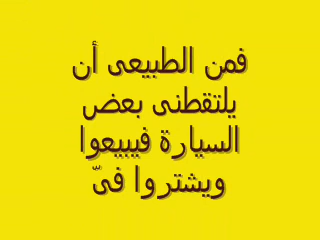 فمن الطبيعى أن
يلتقطنى بعض
السيارة فيبيعوا
ويشتروا فىّ